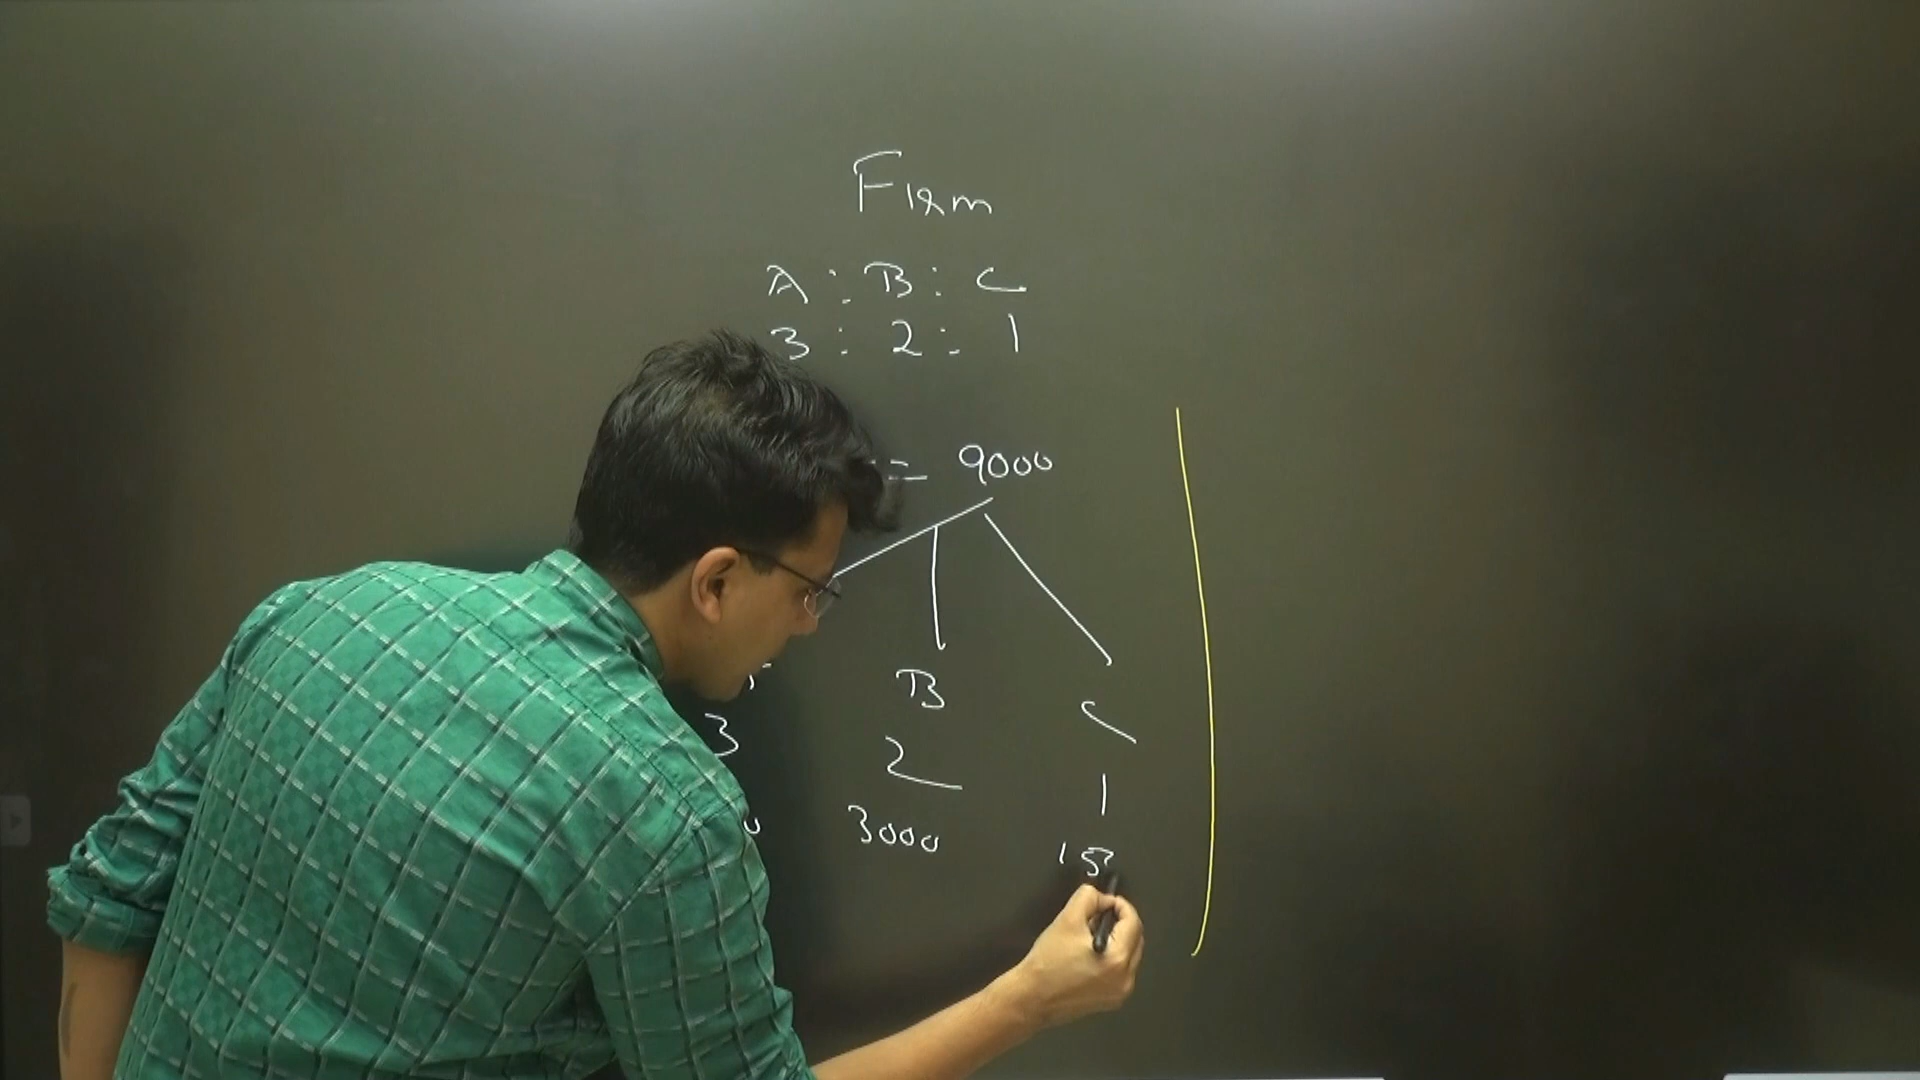 Firm
A : B : C
3 : 2 : 1
= 9000
B C
3 2 1
3000 15